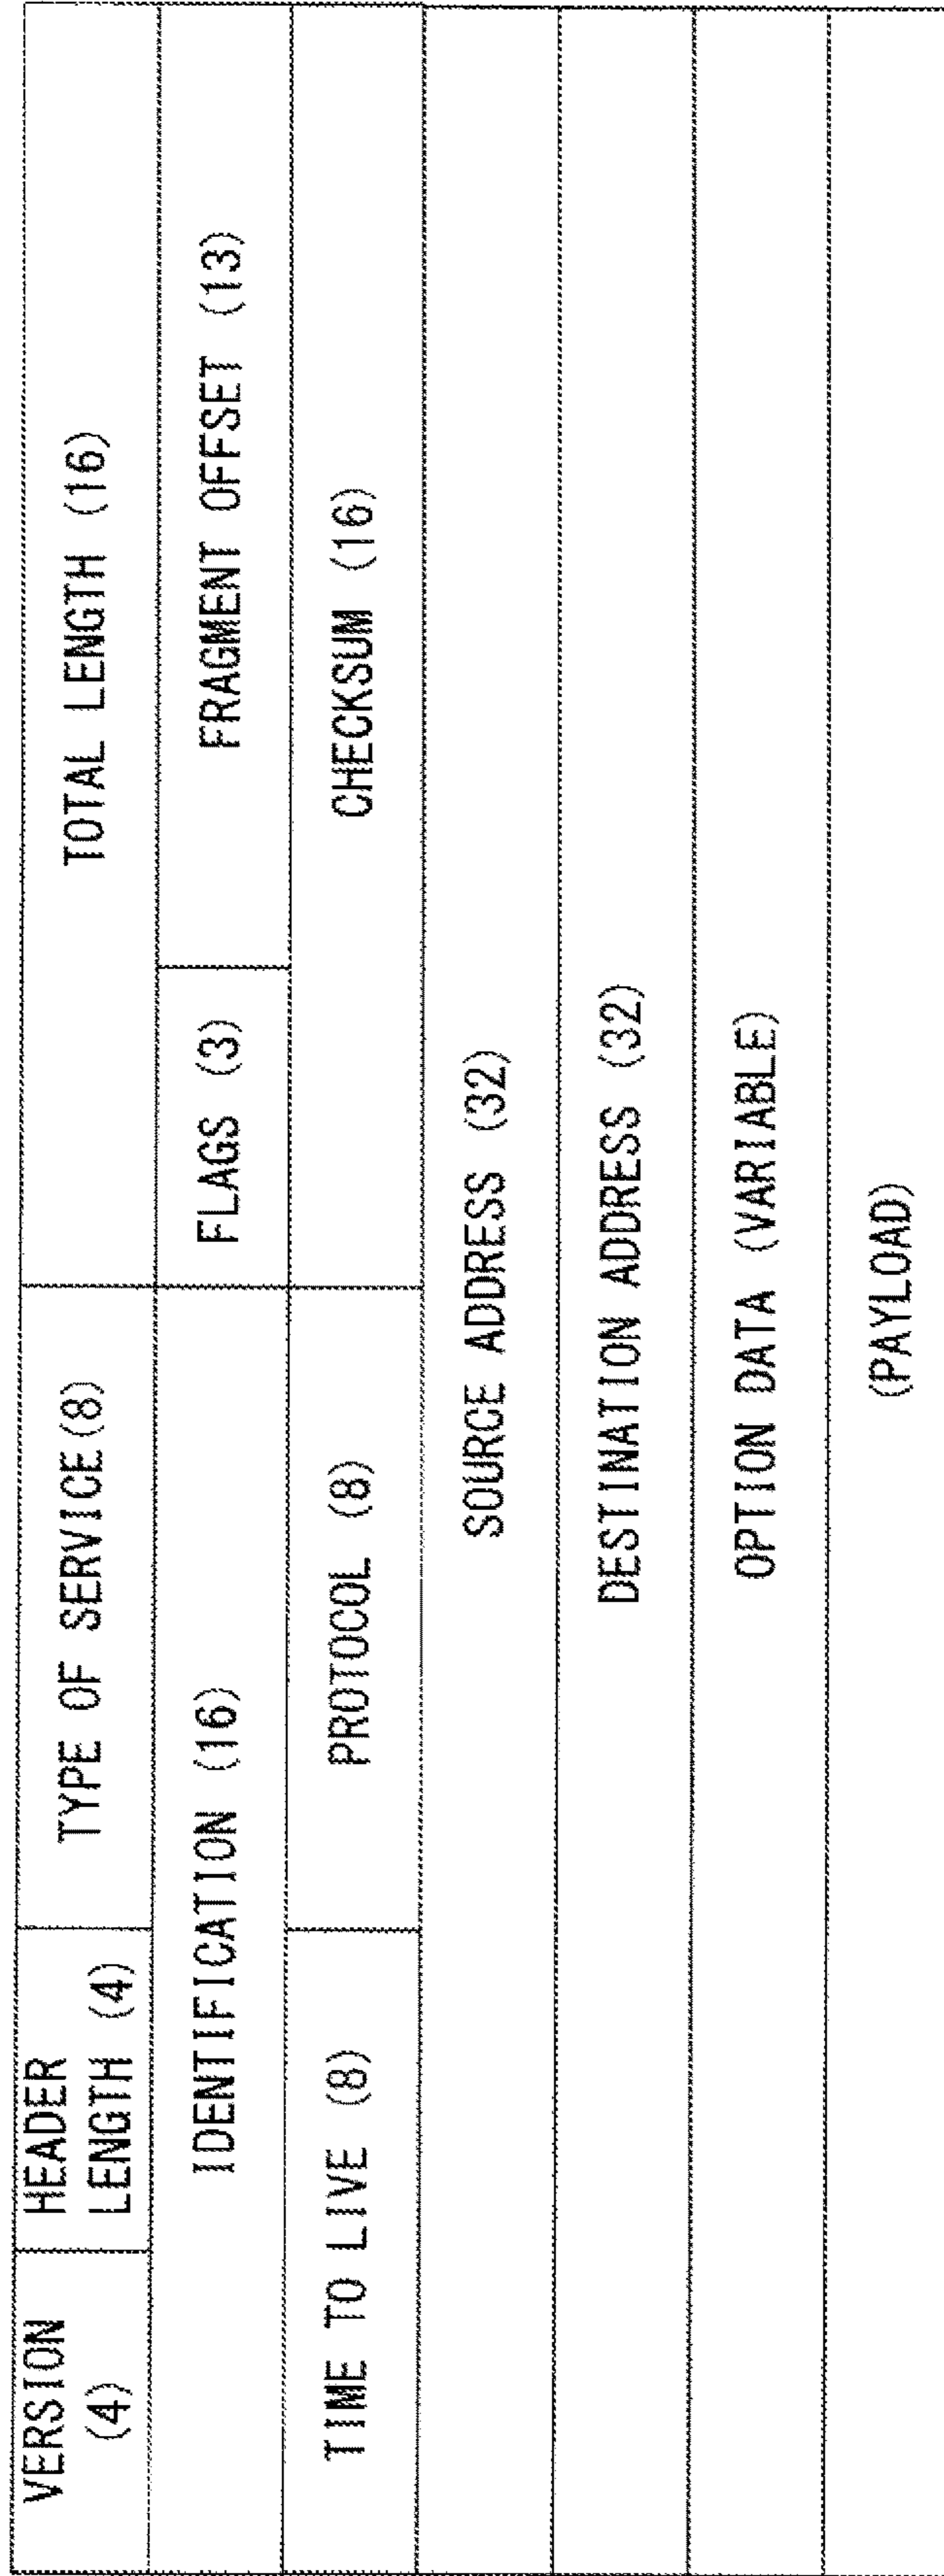 VERSION
(4)
HEADER
LENGTH (4)
TYPE OF SERVICE(8)
TOTAL LENGTH (16)
IDENTIFICATION (16)
FLAGS (3)
FRAGMENT OFFSET (13)
TIME TO LIVE (8)
PROTOCOL (8)
CHECKSUM (16)
SOURCE ADDRESS (32)
DESTINATION ADDRESS (32)
OPTION DATA (VARIABLE)
(PAYLOAD)